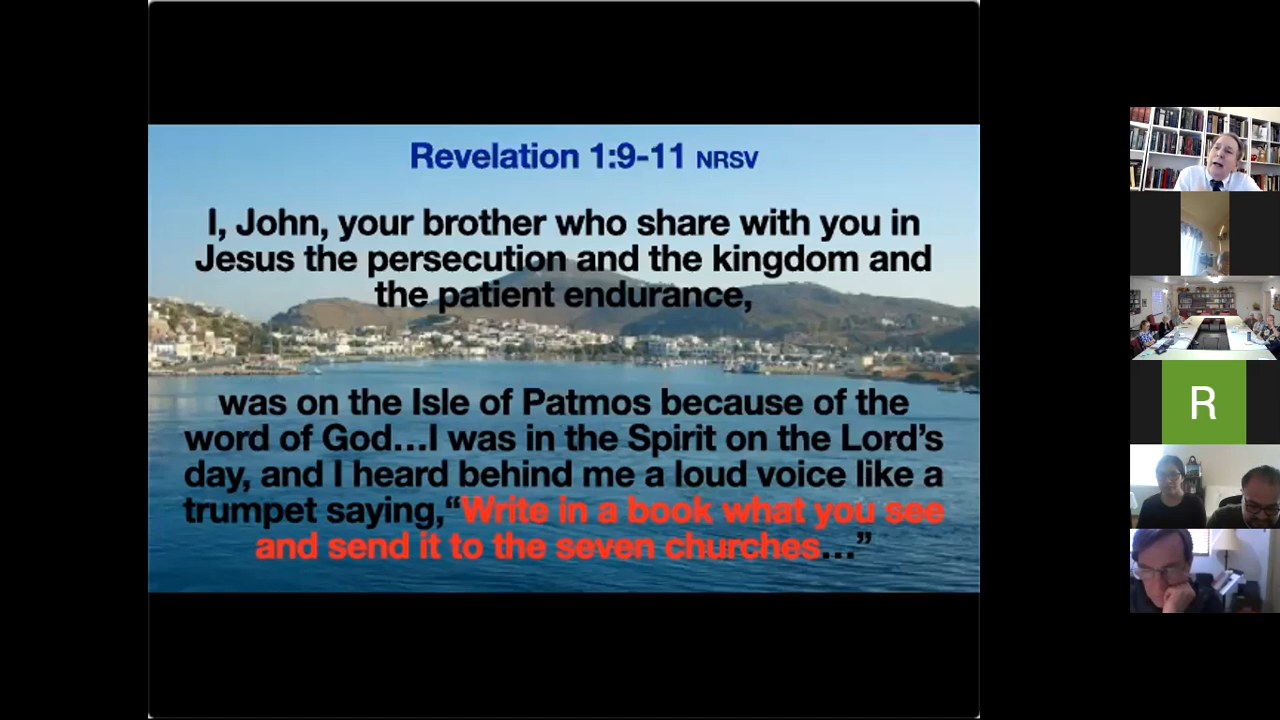 Revelation 1:9-11 NRSV
I, John, your brother who share with you in
Jesus the persecution and the kingdom and
the patient endurance,
was on the Isle of Patmos because of the
word of God…I was in the Spirit on the Lord’s
day, and I heard behind me a loud voice like a
trumpet saying,“Write in a book what you see
and send it to the seven churches…”
R